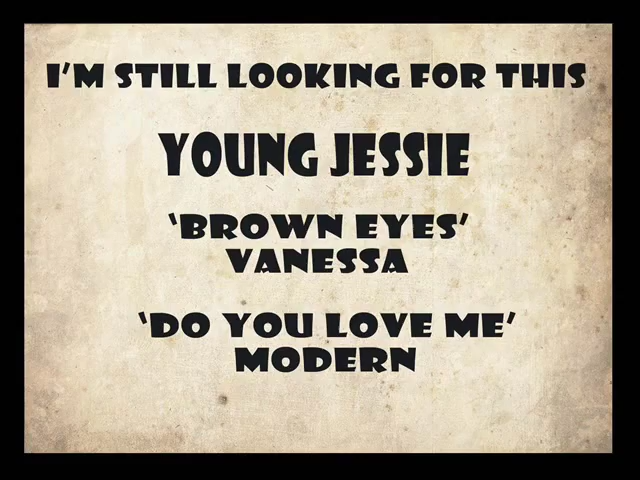 I'M STILL LOOKING FOR THIS
YOUNG JESSIE
'BROWN EYES'
VANESSA
'DO YOU LOVE ME'
MODERN